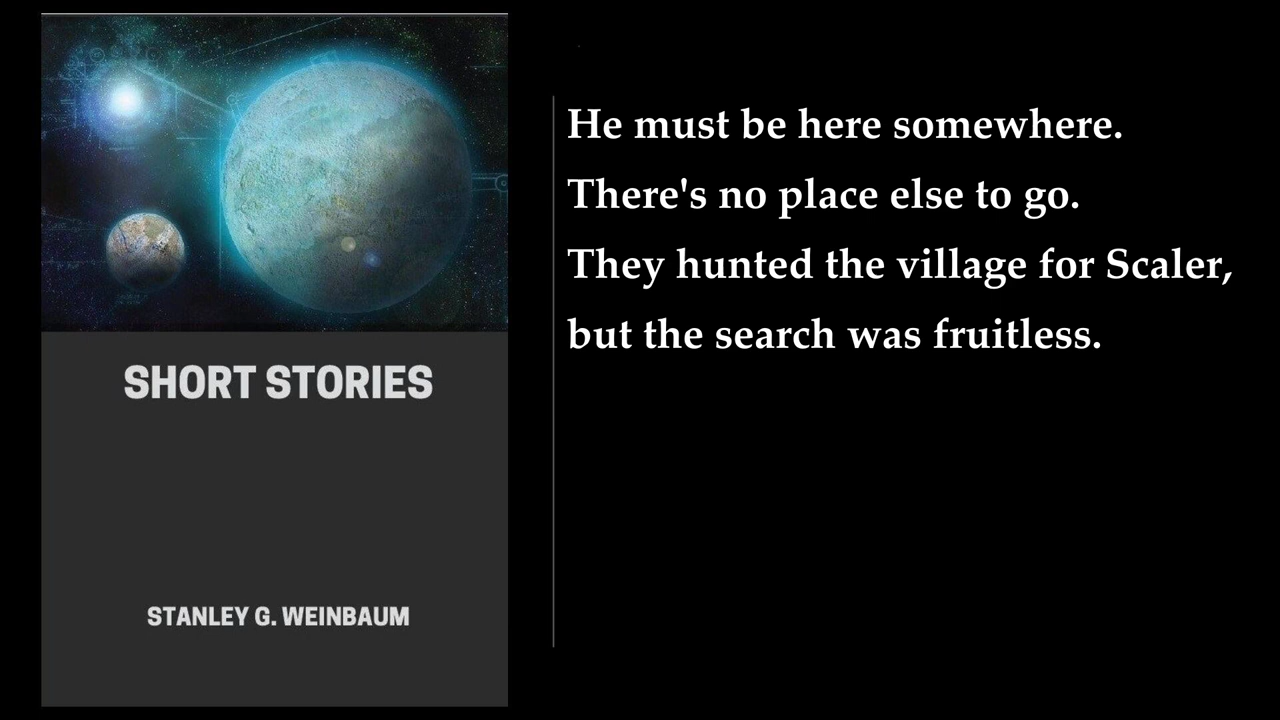 SHORT STORIES
STANLEY G. WEINBAUM
He must be here somewhere.
There's no place else to go.
They hunted the village for Scaler,
but the search was fruitless.